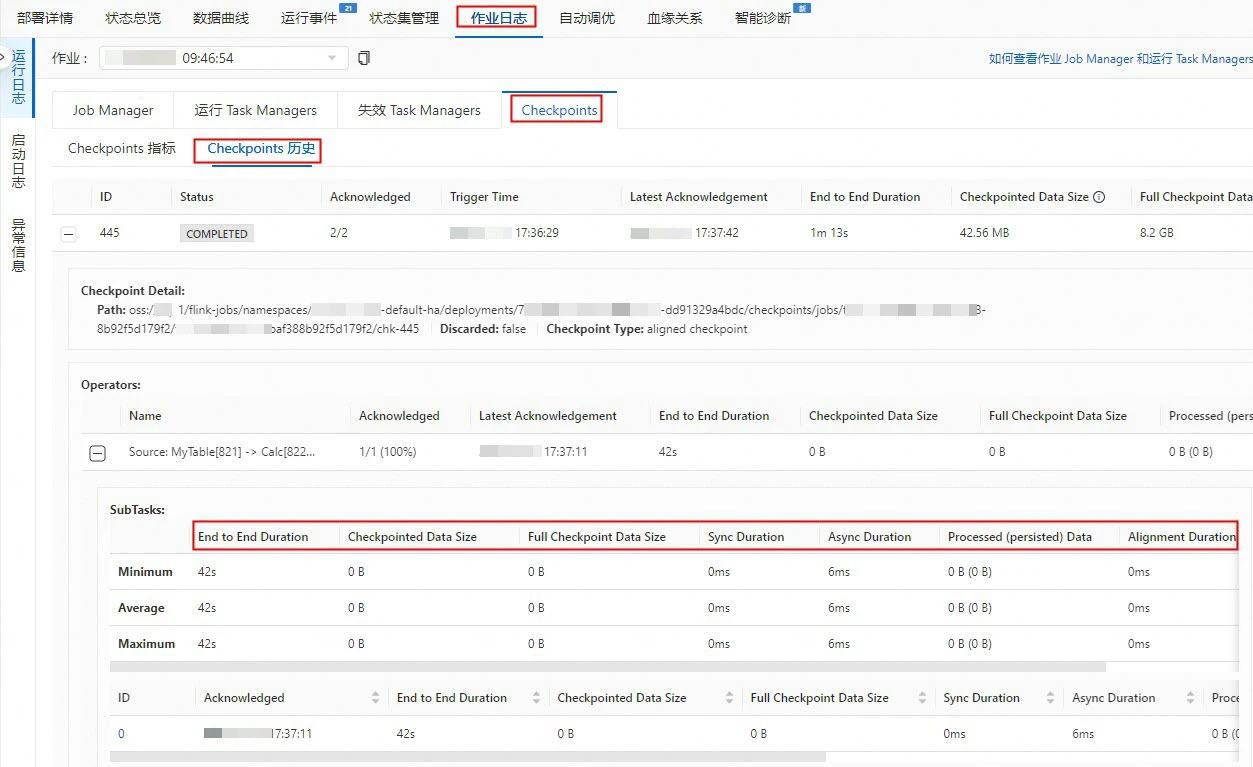 部署详情 状态总览 数据曲线 运行事件 21 状态集管理 作业日志 自动调优 血缘关系 智能诊断 新
作业： 09:46:54 如何查看作业 Job Manager 和运行 Task Managers
运行日志
启动日志
异常信息
Job Manager 运行 Task Managers 失效 Task Managers Checkpoints
Checkpoints 指标 Checkpoints 历史
ID Status Acknowledged Trigger Time Latest Acknowledgement End to End Duration Checkpointed Data Size Full Checkpoint Data
445 COMPLETED 2/2 17:36:29 17:37:42 1m 13s 42.56 MB 8.2 GB
Checkpoint Detail:
Path: oss:/ 1/flink-jobs/namespaces/ -default-ha/deployments/7 -dd91329a4bdc/checkpoints/jobs/ 3-
8b92f5d179f2/ baf388b92f5d179f2/chk-445 Discarded: false Checkpoint Type: aligned checkpoint
Operators:
Name Acknowledged Latest Acknowledgement End to End Duration Checkpointed Data Size Full Checkpoint Data Size Processed (pers
Source: MyTable[821] -> Calc[822... 1/1 (100%) 17:37:11 42s 0 B 0 B 0 B (0 B)
SubTasks:
End to End Duration Checkpointed Data Size Full Checkpoint Data Size Sync Duration Async Duration Processed (persisted) Data Alignment Duration
Minimum 42s 0 B 0 B 0ms 6ms 0 B (0 B) 0ms
Average 42s 0 B 0 B 0ms 6ms 0 B (0 B) 0ms
Maximum 42s 0 B 0 B 0ms 6ms 0 B (0 B) 0ms
ID Acknowledged End to End Duration Checkpointed Data Size Full Checkpoint Data Size Sync Duration Async Duration Proce
0 17:37:11 42s 0 B 0 B 0ms 6ms 0 B (0